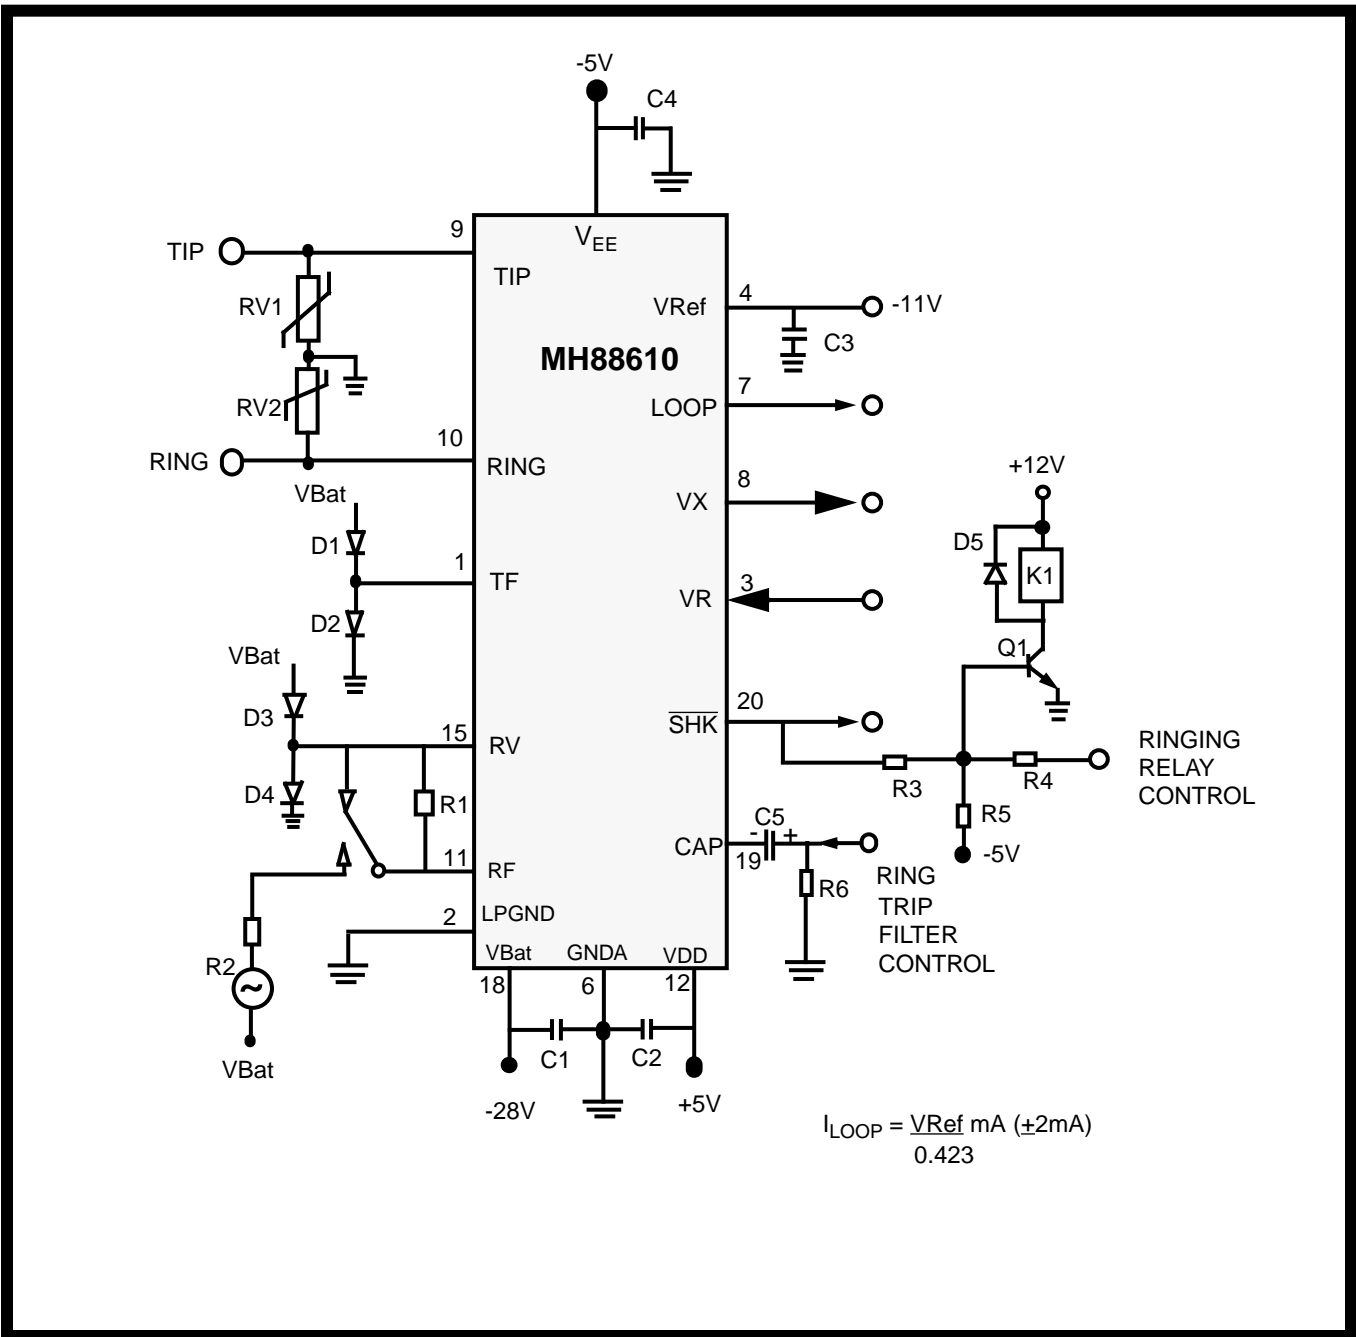 -5V
C4
9
V_EE
TIP
TIP
4
VRef
-11V
RV1
C3
MH88610
7
RV2
LOOP
10
RING
RING
+12V
VBat
8
VX
D5
D1
1
K1
TF
3
VR
D2
Q1
VBat
20
D3
SHK
15
RV
RINGING
RELAY
CONTROL
R3
R4
D4
R1
C5
R5
- +
-5V
CAP
19
11
RF
R6
RING
TRIP
FILTER
CONTROL
2
LPGND
VBat GNDA VDD
R2
~
18 6 12
C1 C2
VBat
-28V
+5V
I_LOOP = VRef mA (±2mA)
0.423